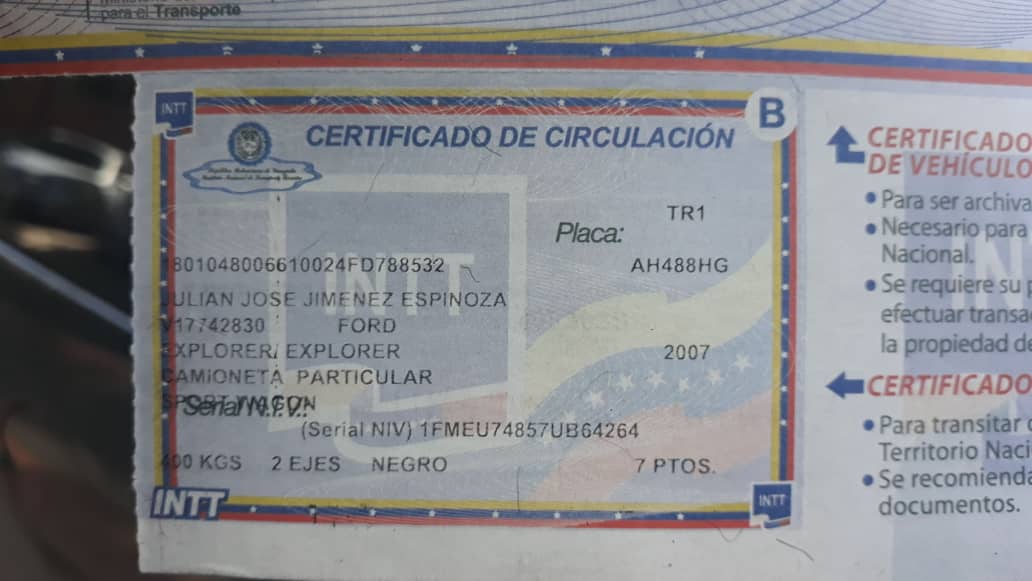 para el Transporte
INTT
B
CERTIFICADO DE CIRCULACIÓN
TR1
Placa:
180104800661 0024FD788532
AH488HG
JULIAN JOSE JIMENEZ ESPINOZA
V17742830 FORD
EXPLORER/ EXPLORER 2007
CAMIONETA PARTICULAR
SPORT WAGON
Serial N.I.V.:
(Serial NIV) 1FMEU74857UB64264
400 KGS 2 EJES NEGRO 7 PTOS.
INTT
INTT
INTT
CERTIFICADO
DE VEHÍCULO
• Para ser archiva
• Necesario para
Nacional.
• Se requiere su
efectuar transa
la propiedad de
CERTIFICADO
• Para transitar
Territorio Naci
• Se recomienda
documentos.